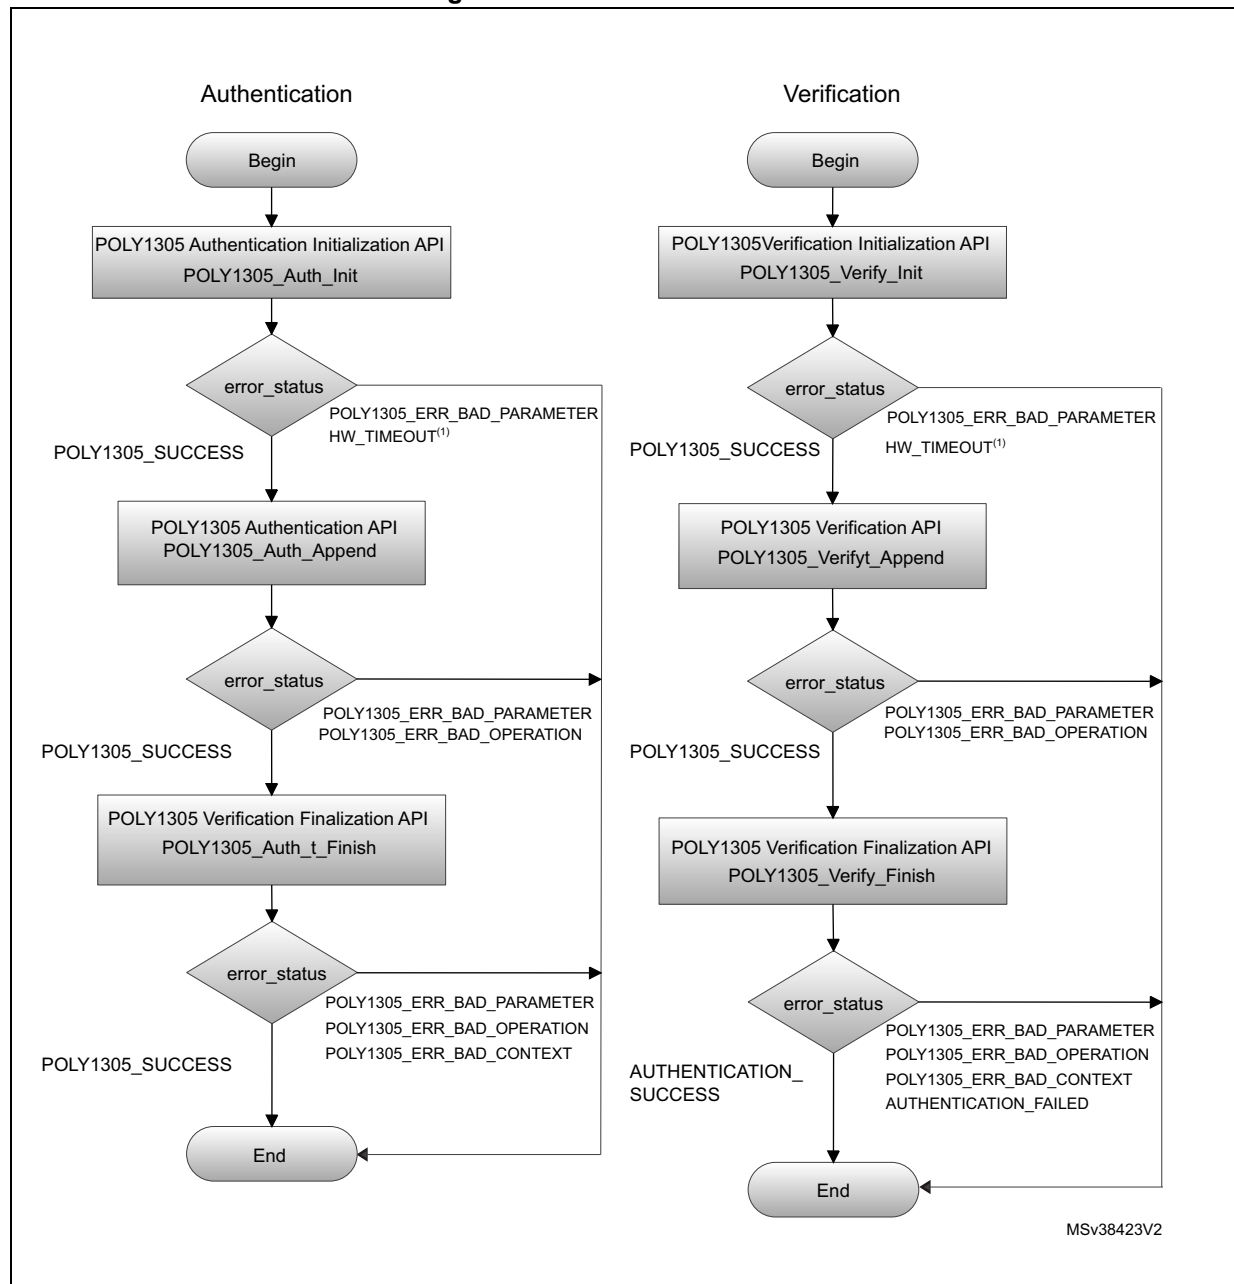 Authentication
Begin
POLY1305 Authentication Initialization API
POLY1305_Auth_Init
error_status
POLY1305_ERR_BAD_PARAMETER
HW_TIMEOUT(1)
POLY1305_SUCCESS
POLY1305 Authentication API
POLY1305_Auth_Append
error_status
POLY1305_ERR_BAD_PARAMETER
POLY1305_ERR_BAD_OPERATION
POLY1305_SUCCESS
POLY1305 Verification Finalization API
POLY1305_Auth_t_Finish
error_status
POLY1305_ERR_BAD_PARAMETER
POLY1305_ERR_BAD_OPERATION
POLY1305_ERR_BAD_CONTEXT
POLY1305_SUCCESS
End
Verification
Begin
POLY1305Verification Initialization API
POLY1305_Verify_Init
error_status
POLY1305_ERR_BAD_PARAMETER
HW_TIMEOUT(1)
POLY1305_SUCCESS
POLY1305 Verification API
POLY1305_Verifyt_Append
error_status
POLY1305_ERR_BAD_PARAMETER
POLY1305_ERR_BAD_OPERATION
POLY1305_SUCCESS
POLY1305 Verification Finalization API
POLY1305_Verify_Finish
error_status
POLY1305_ERR_BAD_PARAMETER
POLY1305_ERR_BAD_OPERATION
POLY1305_ERR_BAD_CONTEXT
AUTHENTICATION_FAILED
AUTHENTICATION_
SUCCESS
End
MSv38423V2